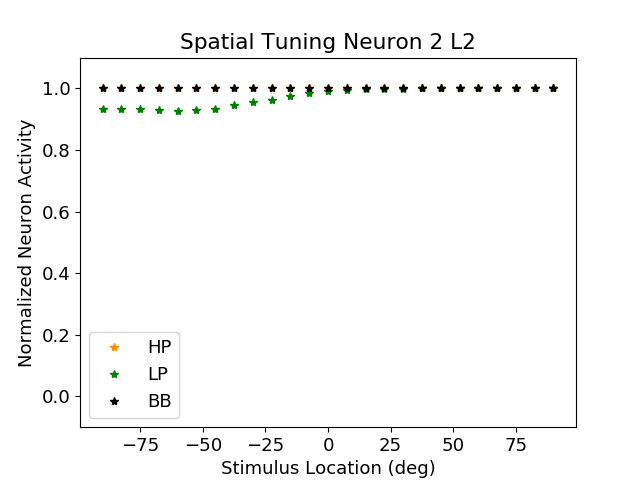 Spatial Tuning Neuron 2 L2
Normalized Neuron Activity
1.0
0.8
0.6
0.4
0.2
0.0
HP
LP
BB
−75 −50 −25 0 25 50 75
Stimulus Location (deg)